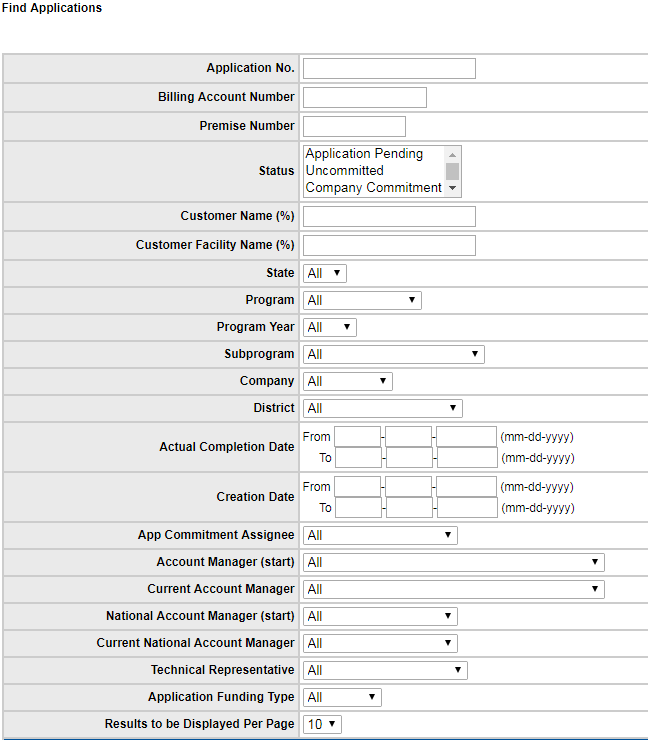 Find Applications
Application No.
Billing Account Number
Premise Number
Status Application Pending
Uncommitted
Company Commitment
Customer Name (%)
Customer Facility Name (%)
State All
Program All
Program Year All
Subprogram All
Company All
District All
Actual Completion Date From - - (mm-dd-yyyy)
To - - (mm-dd-yyyy)
Creation Date From - - (mm-dd-yyyy)
To - - (mm-dd-yyyy)
App Commitment Assignee All
Account Manager (start) All
Current Account Manager All
National Account Manager (start) All
Current National Account Manager All
Technical Representative All
Application Funding Type All
Results to be Displayed Per Page 10